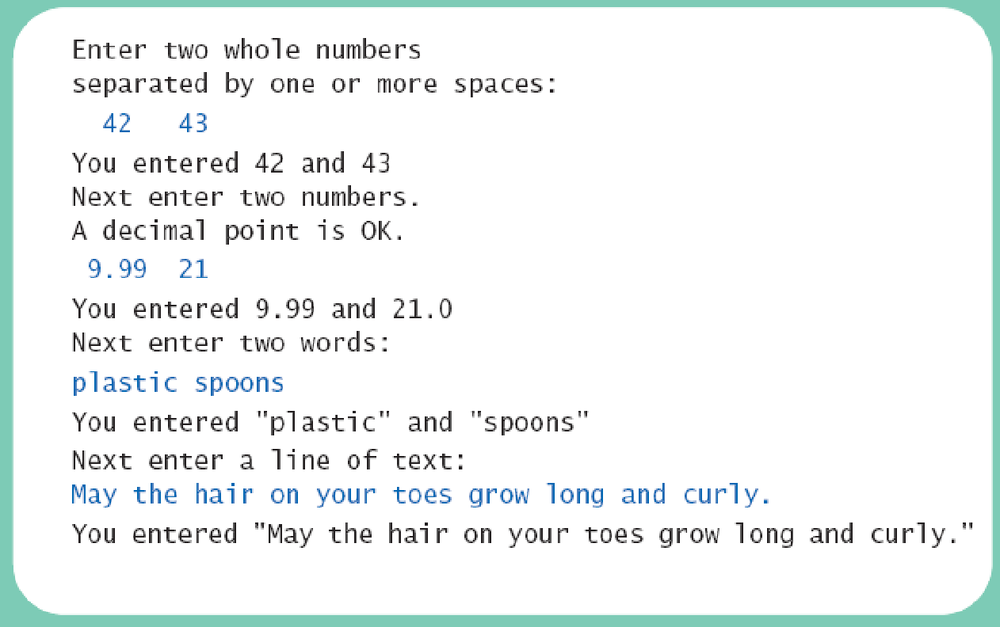 Enter two whole numbers
separated by one or more spaces:
  42   43
You entered 42 and 43
Next enter two numbers.
A decimal point is OK.
 9.99  21
You entered 9.99 and 21.0
Next enter two words:
plastic spoons
You entered "plastic" and "spoons"
Next enter a line of text:
May the hair on your toes grow long and curly.
You entered "May the hair on your toes grow long and curly."